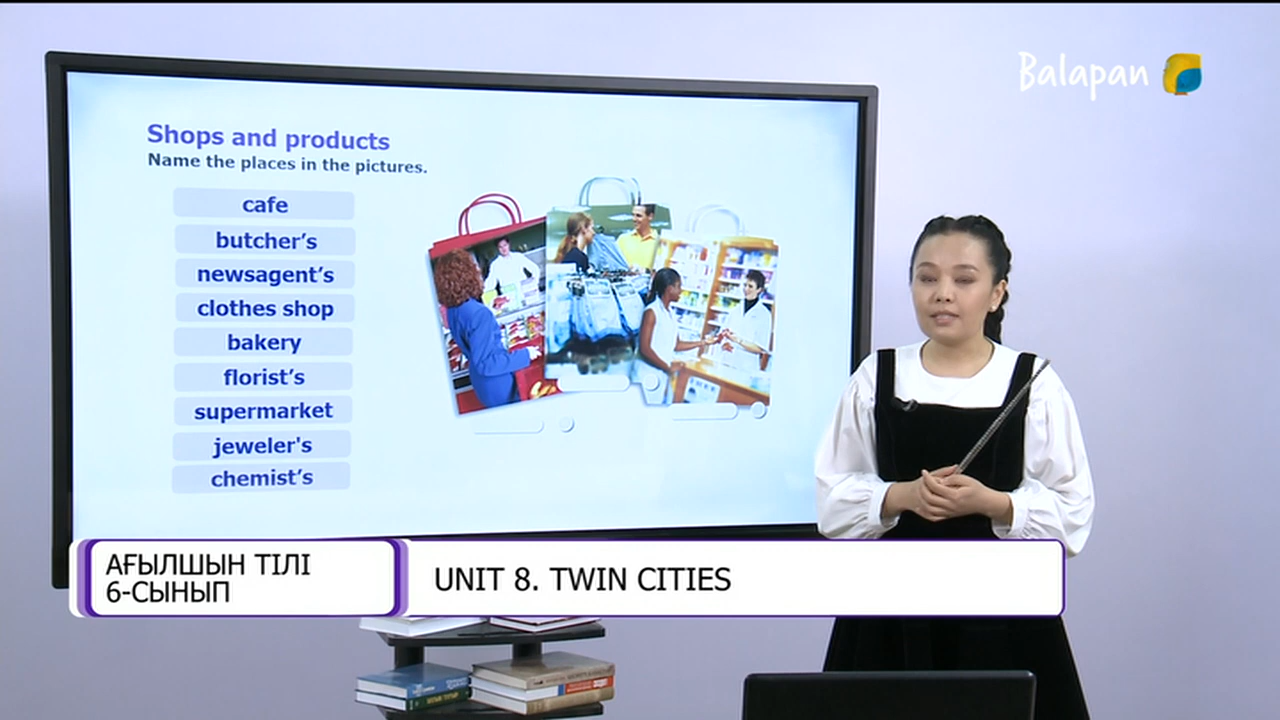 Balapan
Shops and products
Name the places in the pictures.
cafe
butcher’s
newsagent’s
clothes shop
bakery
florist’s
supermarket
jeweler's
chemist’s
АҒЫЛШЫН ТІЛІ
6-СЫНЫП
UNIT 8. TWIN CITIES